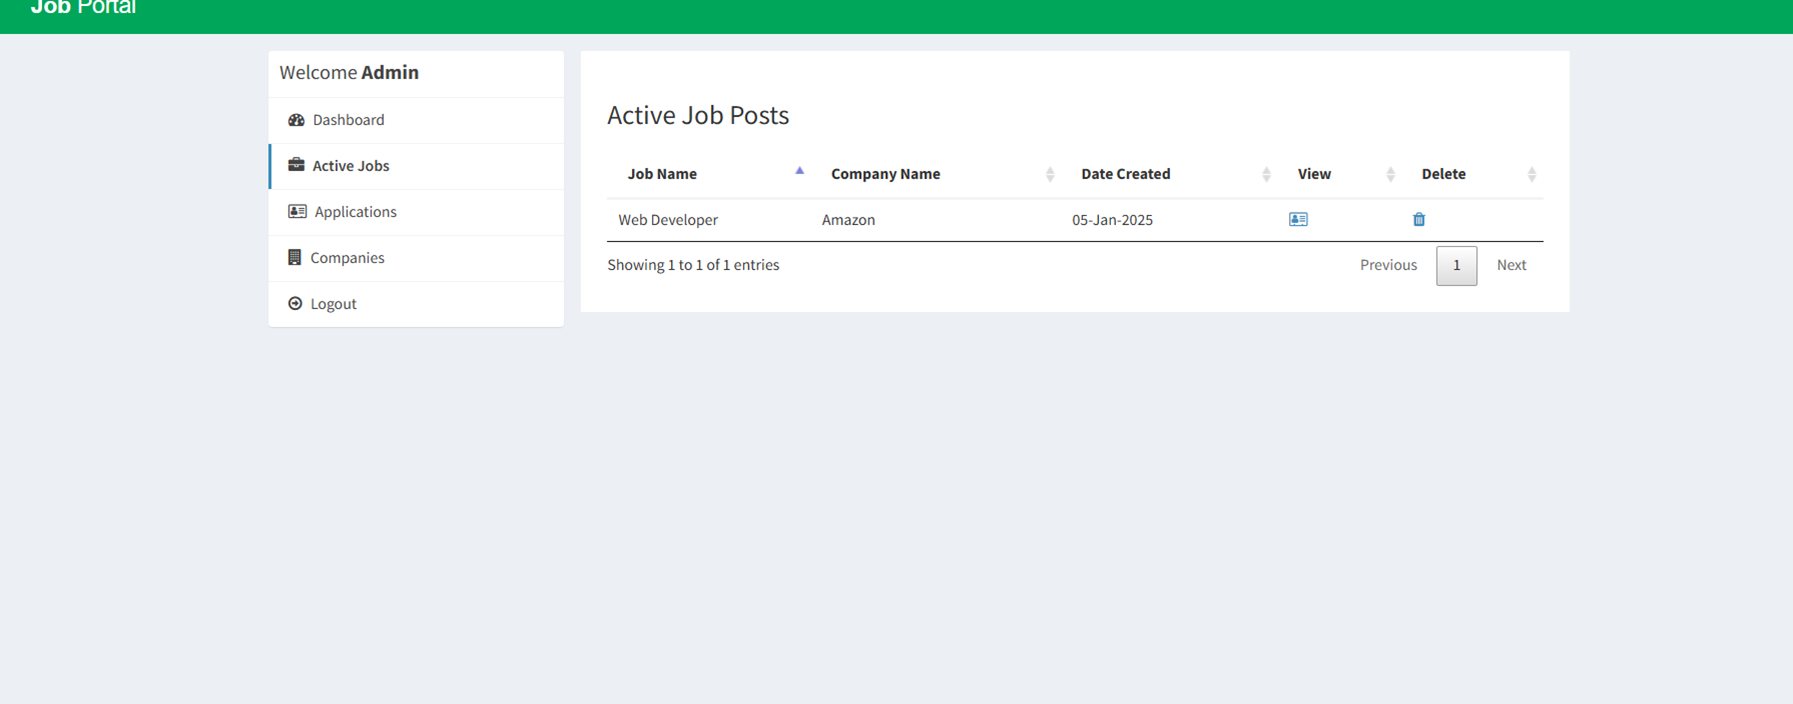 Job Portal
Welcome Admin
Dashboard
Active Jobs
Applications
Companies
Logout
Active Job Posts
Job Name Company Name Date Created View Delete
Web Developer Amazon 05-Jan-2025
Showing 1 to 1 of 1 entries Previous 1 Next